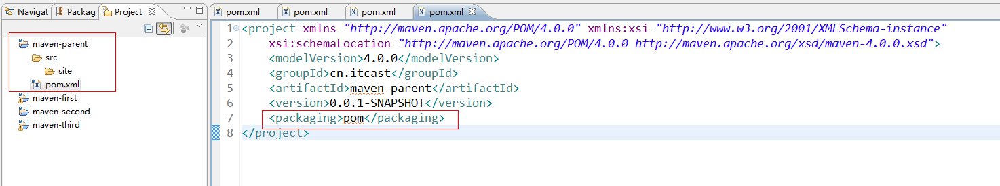 Navigat Packag Project
maven-parent
src
site
pom.xml
maven-first
maven-second
maven-third
pom.xml pom.xml pom.xml pom.xml
1 <project xmlns="http://maven.apache.org/POM/4.0.0" xmlns:xsi="http://www.w3.org/2001/XMLSchema-instance"
2 xsi:schemaLocation="http://maven.apache.org/POM/4.0.0 http://maven.apache.org/xsd/maven-4.0.0.xsd">
3 <modelVersion>4.0.0</modelVersion>
4 <groupId>cn.itcast</groupId>
5 <artifactId>maven-parent</artifactId>
6 <version>0.0.1-SNAPSHOT</version>
7 <packaging>pom</packaging>
8 </project>